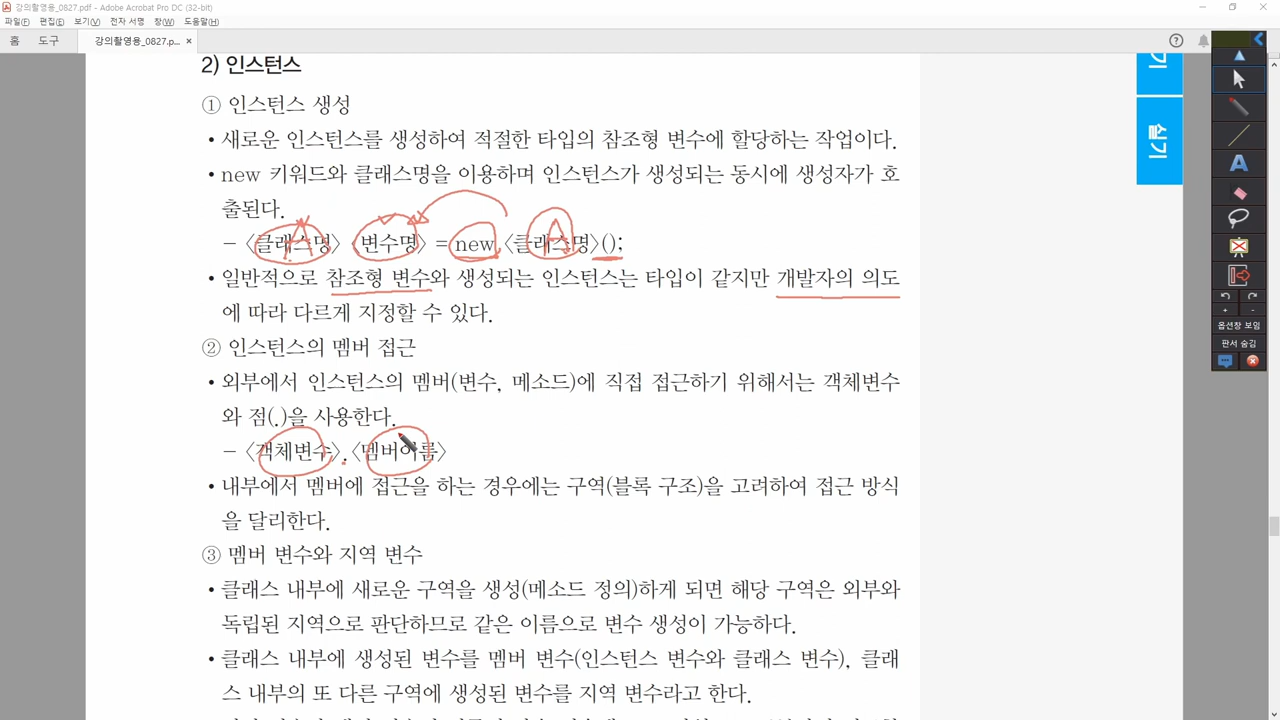 강의촬영용_0827.pdf - Adobe Acrobat Pro DC (32-bit)
파일(F) 편집(E) 보기(V) 전자 서명 창(W) 도움말(H)
홈 도구 강의촬영용_0827.p... ×
2) 인스턴스
① 인스턴스 생성
• 새로운 인스턴스를 생성하여 적절한 타입의 참조형 변수에 할당하는 작업이다.
• new 키워드와 클래스명을 이용하며 인스턴스가 생성되는 동시에 생성자가 호
출된다.
- 〈클래스명〉 〈변수명〉 = new 〈클래스명〉();
A A
• 일반적으로 참조형 변수와 생성되는 인스턴스는 타입이 같지만 개발자의 의도
에 따라 다르게 지정할 수 있다.
② 인스턴스의 멤버 접근
• 외부에서 인스턴스의 멤버(변수, 메소드)에 직접 접근하기 위해서는 객체변수
와 점(.)을 사용한다.
- 〈객체변수〉.〈멤버이름〉
• 내부에서 멤버에 접근을 하는 경우에는 구역(블록 구조)을 고려하여 접근 방식
을 달리한다.
③ 멤버 변수와 지역 변수
• 클래스 내부에 새로운 구역을 생성(메소드 정의)하게 되면 해당 구역은 외부와
독립된 지역으로 판단하므로 같은 이름으로 변수 생성이 가능하다.
• 클래스 내부에 생성된 변수를 멤버 변수(인스턴스 변수와 클래스 변수), 클래
스 내부의 또 다른 구역에 생성된 변수를 지역 변수라고 한다.
기
실기
A
옵션창 보임
판서 숨김